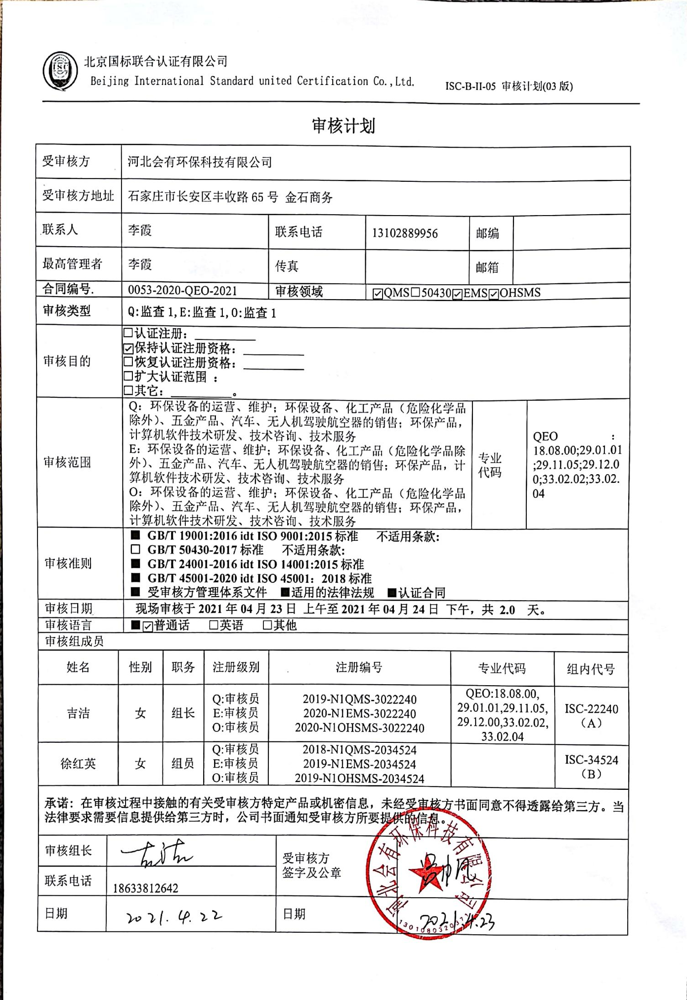 ISC
北京国标联合认证有限公司
Beijing International Standard united Certification Co.,Ltd.
ISC-B-II-05 审核计划(03 版)
审核计划
受审核方 河北会有环保科技有限公司
受审核方地址 石家庄市长安区丰收路 65 号 金石商务
联系人 李霞 联系电话 13102889956 邮编
最高管理者 李霞 传真 邮箱
合同编号. 0053-2020-QEO-2021 审核领域 ☑QMS☐50430☑EMS☑OHSMS
审核类型 Q:监查 1,E:监查 1,O:监查 1
审核目的
☐认证注册：
☑保持认证注册资格：
☐恢复认证注册资格：
☐扩大认证范围 ：
☐其它： 。
审核范围
Q：环保设备的运营、维护；环保设备、化工产品（危险化学品
除外）、五金产品、汽车、无人机驾驶航空器的销售；环保产品，
计算机软件技术研发、技术咨询、技术服务
E：环保设备的运营、维护；环保设备、化工产品（危险化学品除
外）、五金产品、汽车、无人机驾驶航空器的销售；环保产品，计
算机软件技术研发、技术咨询、技术服务
O：环保设备的运营、维护；环保设备、化工产品（危险化学品
除外）、五金产品、汽车、无人机驾驶航空器的销售；环保产品，
计算机软件技术研发、技术咨询、技术服务
专业
代码
QEO ：
18.08.00;29.01.01
;29.11.05;29.12.0
0;33.02.02;33.02.
04
审核准则
■ GB/T 19001:2016 idt ISO 9001:2015 标准 不适用条款:
☐ GB/T 50430-2017 标准 不适用条款:
■ GB/T 24001-2016 idt ISO 14001:2015 标准
■ GB/T 45001-2020 idt ISO 45001：2018 标准
■ 受审核方管理体系文件 ■适用的法律法规 ■认证合同
审核日期 现场审核于 2021 年 04 月 23 日 上午至 2021 年 04 月 24 日 下午，共 2.0 天。
审核语言 ■☑普通话 ☐英语 ☐其他
审核组成员
姓名 性别 职务 注册级别 注册编号 专业代码 组内代号
吉洁 女 组长
Q:审核员
E:审核员
O:审核员
2019-N1QMS-3022240
2020-N1EMS-3022240
2020-N1OHSMS-3022240
QEO:18.08.00,
29.01.01,29.11.05,
29.12.00,33.02.02,
33.02.04
ISC-22240
（A）
徐红英 女 组员
Q:审核员
E:审核员
O:审核员
2018-N1QMS-2034524
2019-N1EMS-2034524
2019-N1OHSMS-2034524
ISC-34524
（B）
承诺：在审核过程中接触的有关受审核方特定产品或机密信息，未经受审核方书面同意不得透露给第三方。当
法律要求需要信息提供给第三方时，公司书面通知受审核方所要提供的信息。
审核组长 吉洁
联系电话 18633812642
受审核方
签字及公章
河北会有环保科技有限公司
日期 2021.4.22
日期 2021.4.23